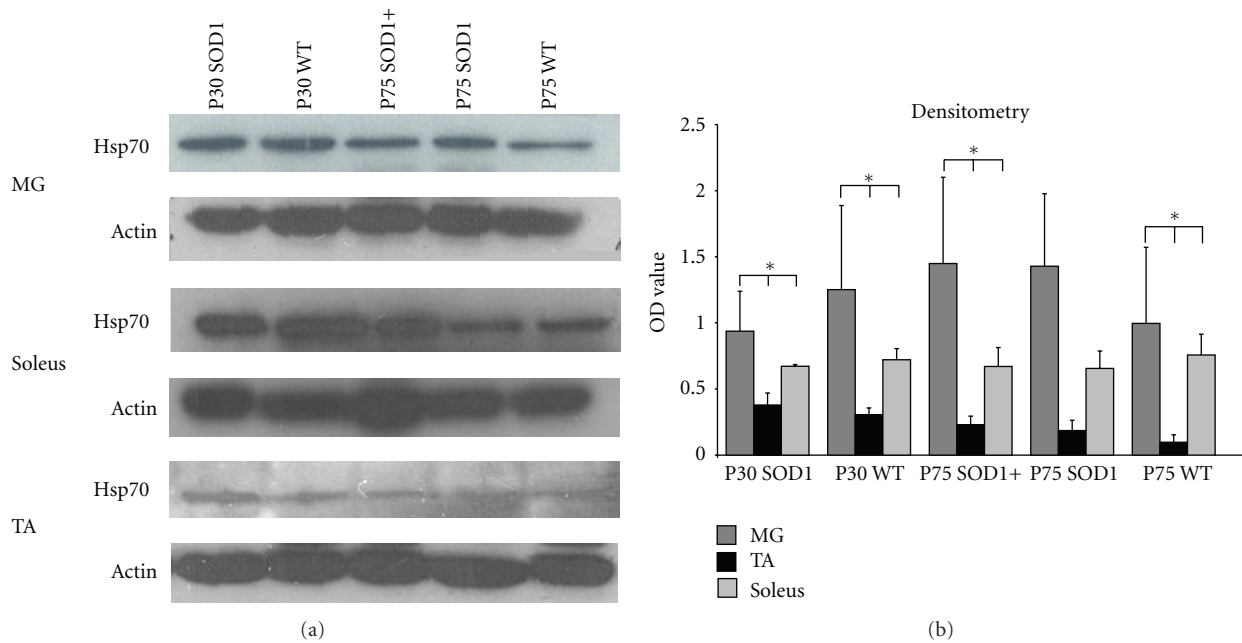 P30 SOD1
P30 WT
P75 SOD1+
P75 SOD1
P75 WT
MG
Hsp70
Actin
Soleus
Hsp70
Actin
TA
Hsp70
Actin
(a)
Densitometry
OD value
2.5
2
1.5
1
0.5
0
*
*
*
*
P30 SOD1
P30 WT
P75 SOD1+
P75 SOD1
P75 WT
MG
TA
Soleus
(b)